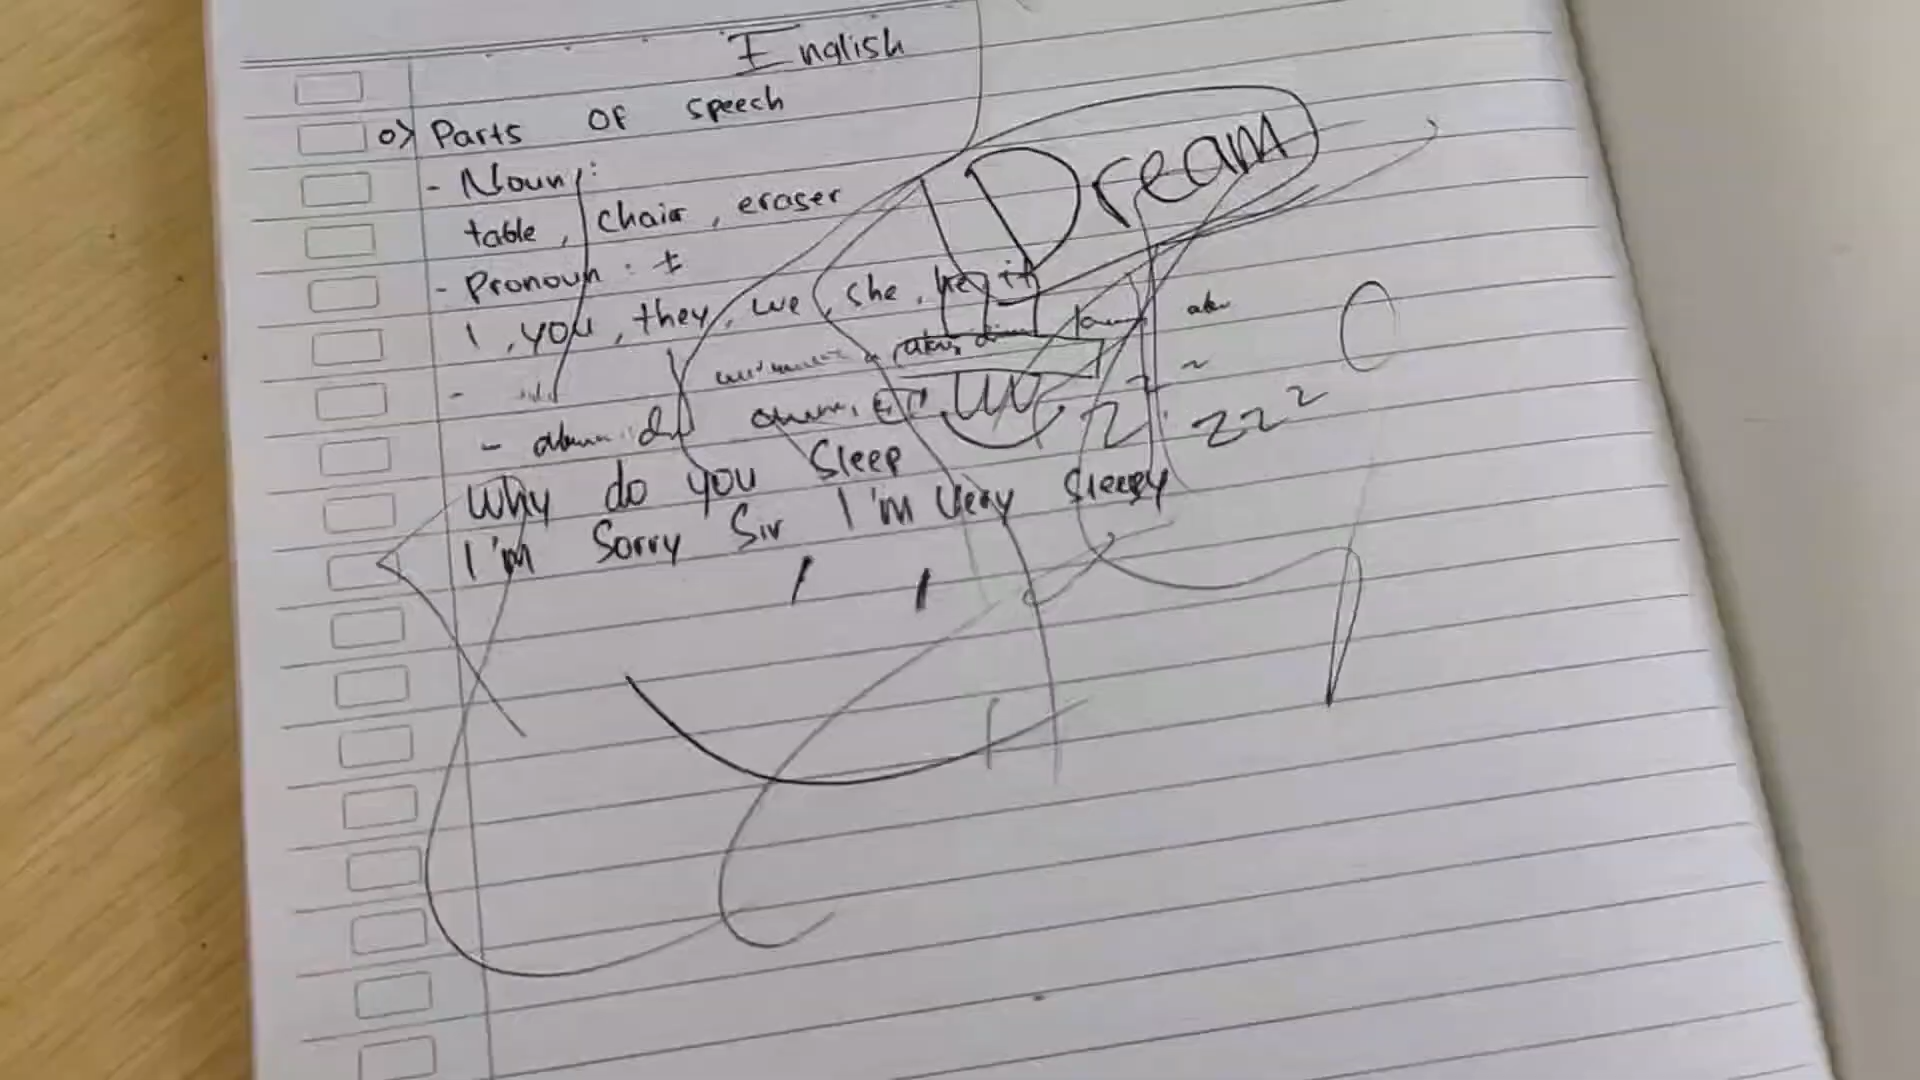 English
o> Parts of speech
- Noun :
table, chair, eraser
Dream
- Pronoun : t
I, you, they, we, she, he, it
aku
z zzz
Why do you sleep
I'm Sorry Sir I'm very sleepy